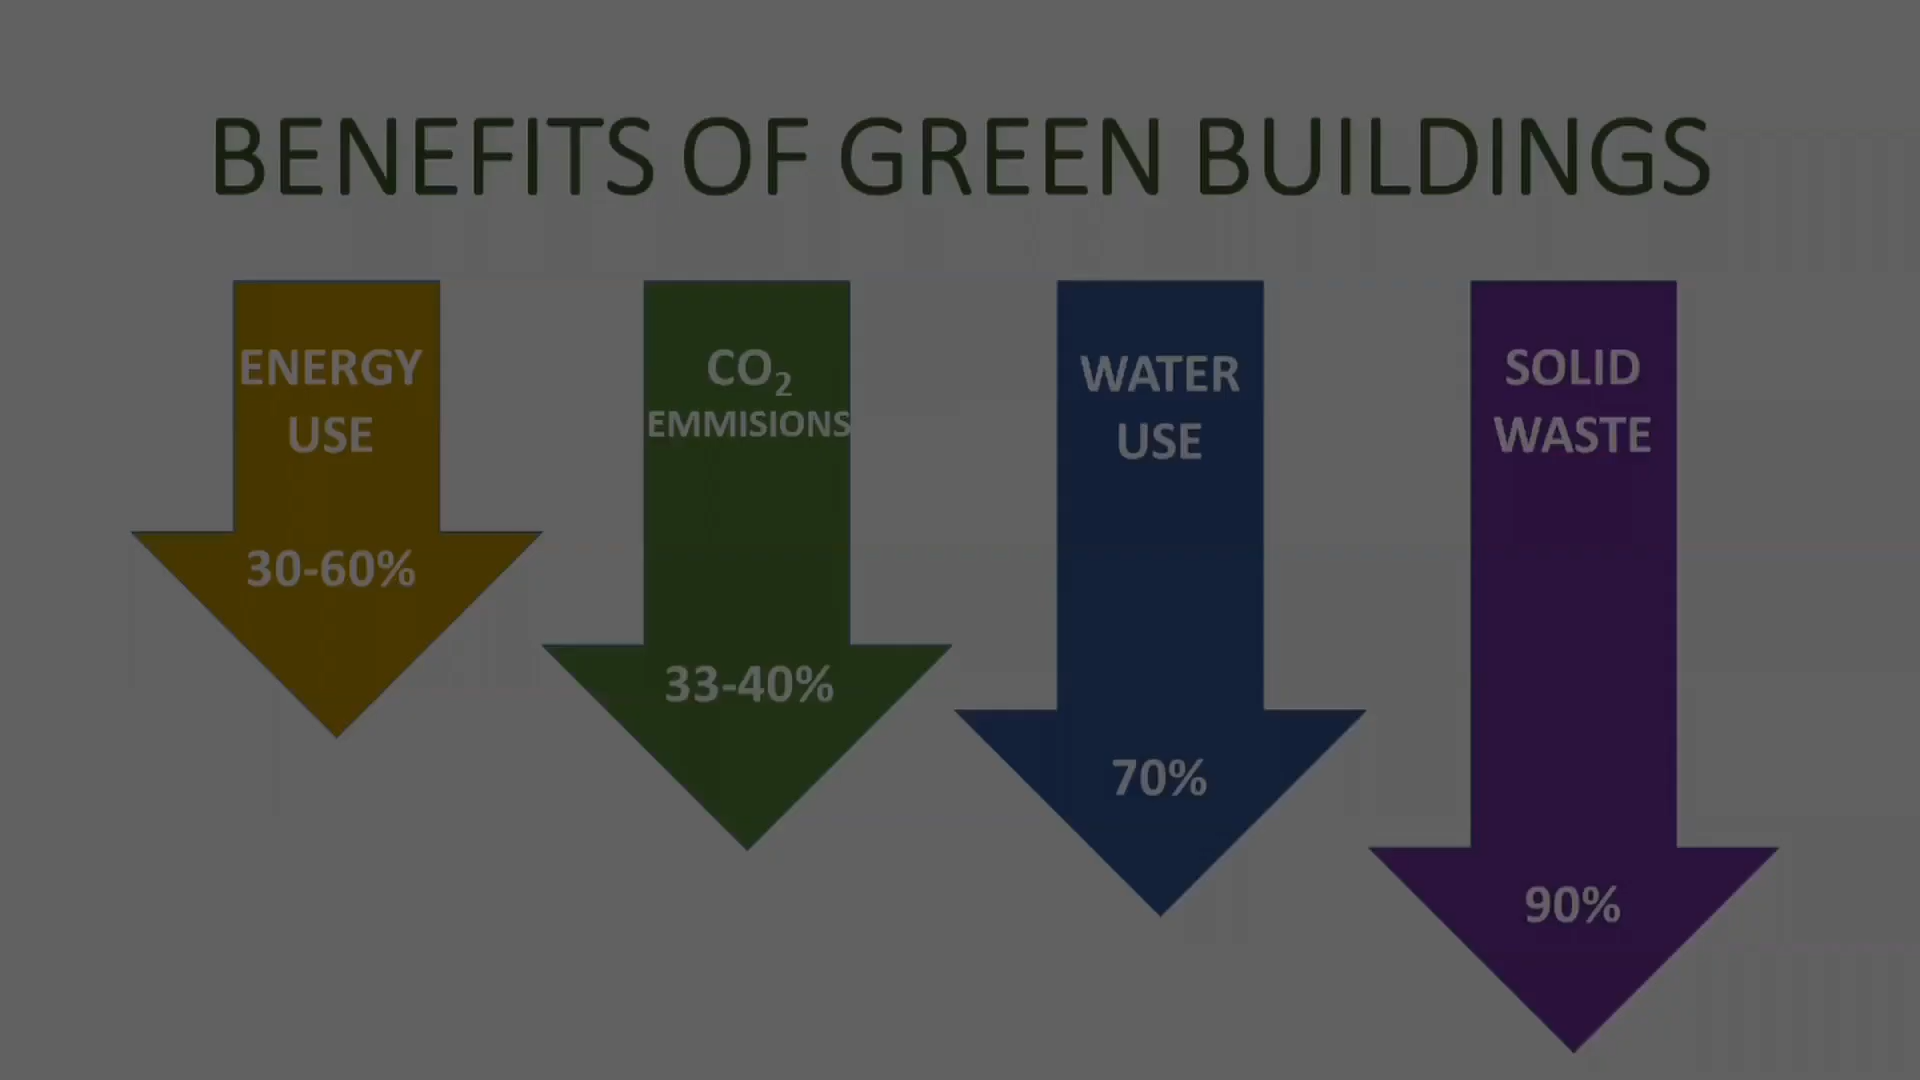 BENEFITS OF GREEN BUILDINGS
ENERGY
USE
30-60%
CO₂
EMMISIONS
33-40%
WATER
USE
70%
SOLID
WASTE
90%